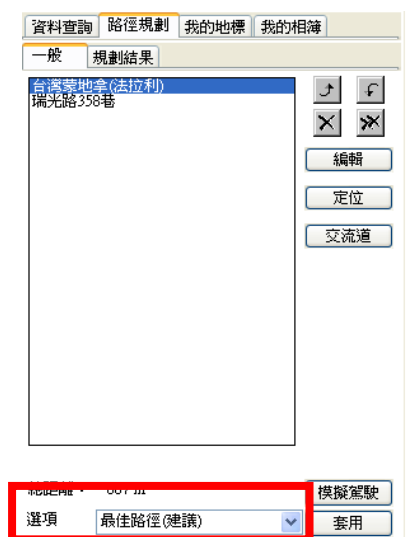 資料查詢 路徑規劃 我的地標 我的相簿
一般 規劃結果
台灣蒙地拿(法拉利)
瑞光路358巷
編輯
定位
交流道
模擬駕駛
選項 最佳路徑(建議) 套用